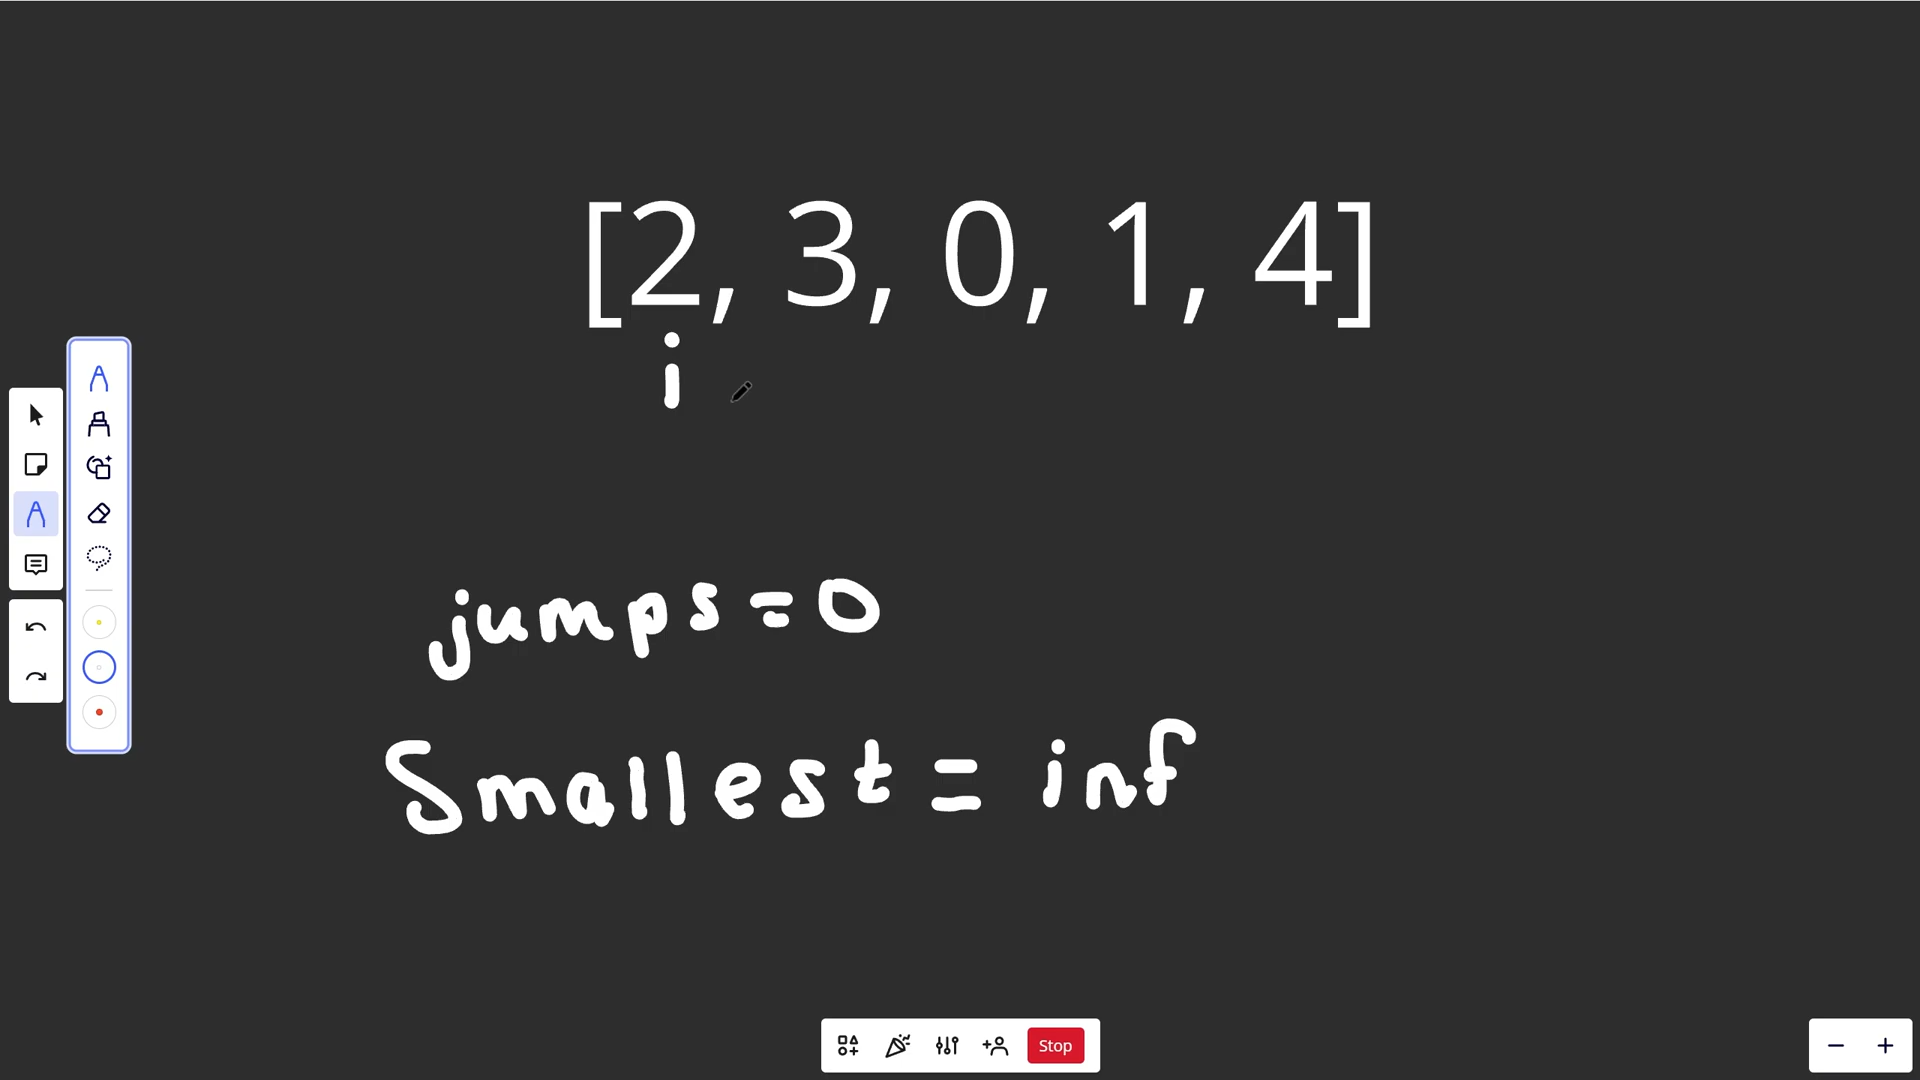 [2, 3, 0, 1, 4]
i
jumps = 0
Smallest = inf
Stop